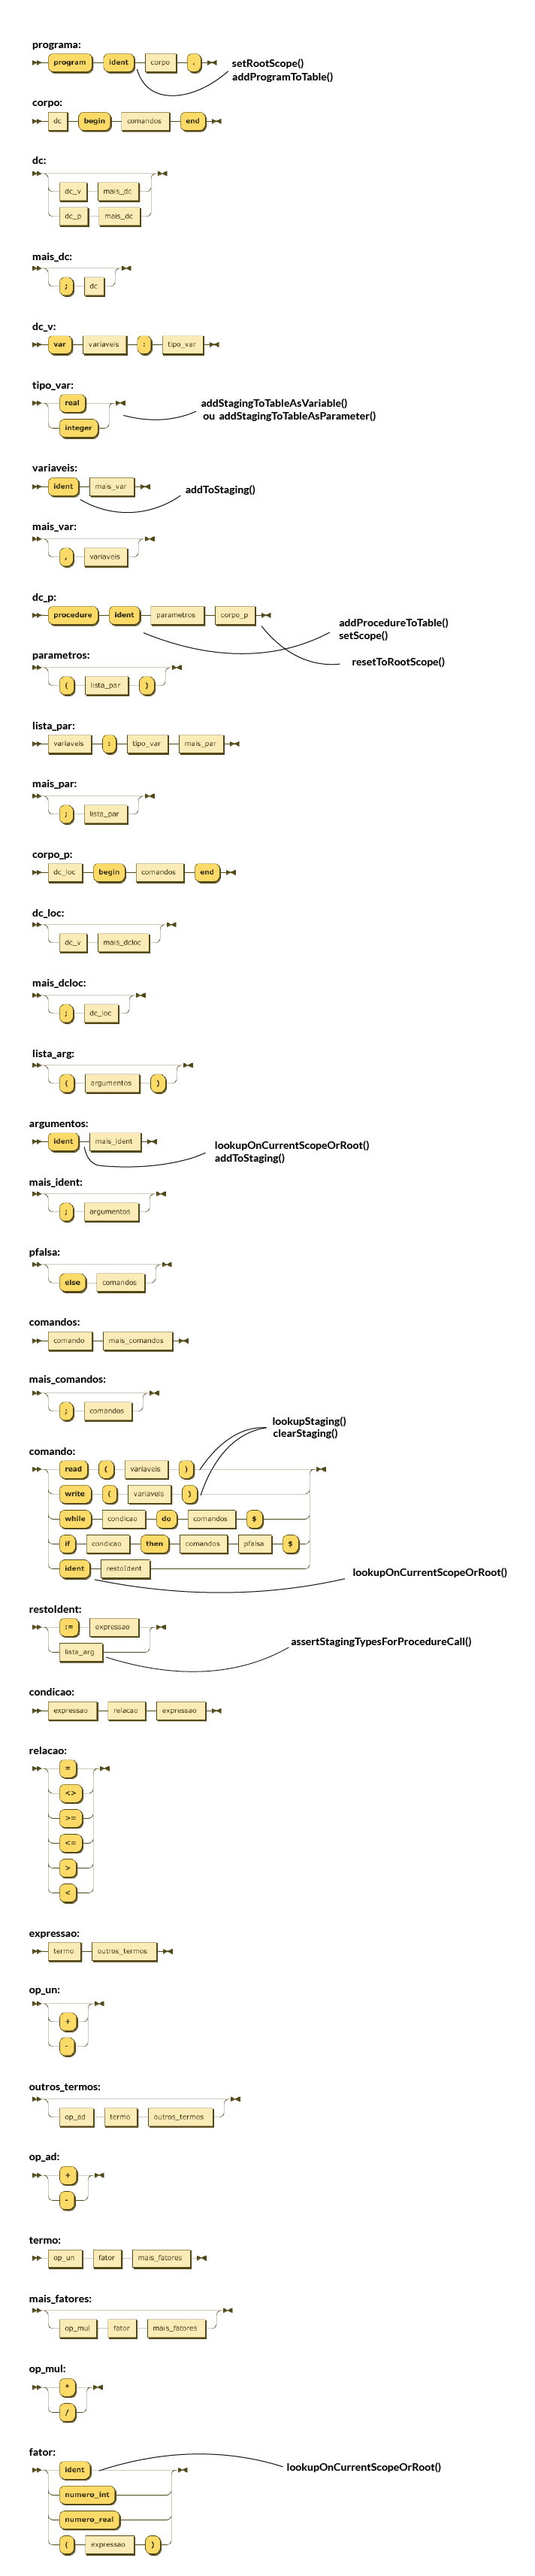 programa:
program ident corpo .
setRootScope()
addProgramToTable()
corpo:
dc begin comandos end
dc:
dc_v mais_dc
dc_p mais_dc
mais_dc:
; dc
dc_v:
var variaveis : tipo_var
tipo_var:
real
integer
addStagingToTableAsVariable()
ou addStagingToTableAsParameter()
variaveis:
ident mais_var
addToStaging()
mais_var:
, variaveis
dc_p:
procedure ident parametros corpo_p
addProcedureToTable()
setScope()
resetToRootScope()
parametros:
( lista_par )
lista_par:
variaveis : tipo_var mais_par
mais_par:
; lista_par
corpo_p:
dc_loc begin comandos end
dc_loc:
dc_v mais_dcloc
mais_dcloc:
; dc_loc
lista_arg:
( argumentos )
argumentos:
ident mais_ident
lookupOnCurrentScopeOrRoot()
addToStaging()
mais_ident:
; argumentos
pfalsa:
else comandos
comandos:
comando mais_comandos
mais_comandos:
; comandos
lookupStaging()
clearStaging()
comando:
read ( variaveis )
write ( variaveis )
while condicao do comandos $
if condicao then comandos pfalsa $
ident restoIdent
lookupOnCurrentScopeOrRoot()
restoIdent:
:= expressao
lista_arg
assertStagingTypesForProcedureCall()
condicao:
expressao relacao expressao
relacao:
=
<>
>=
<=
>
<
expressao:
termo outros_termos
op_un:
+
-
outros_termos:
op_ad termo outros_termos
op_ad:
+
-
termo:
op_un fator mais_fatores
mais_fatores:
op_mul fator mais_fatores
op_mul:
*
/
fator:
ident
lookupOnCurrentScopeOrRoot()
numero_int
numero_real
( expressao )